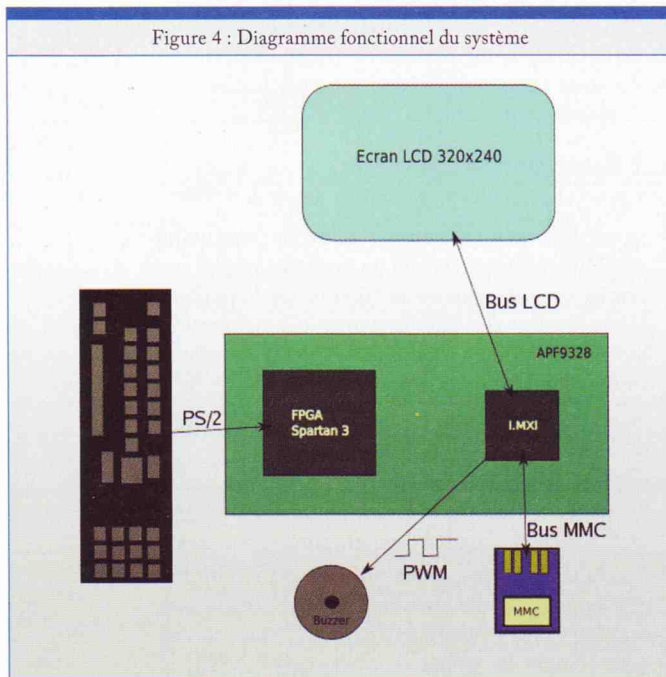 Figure 4 : Diagramme fonctionnel du système
Ecran LCD 320x240
Bus LCD
APF9328
PS/2
FPGA
Spartan 3
I.MXI
Bus MMC
PWM
Buzzer
MMC